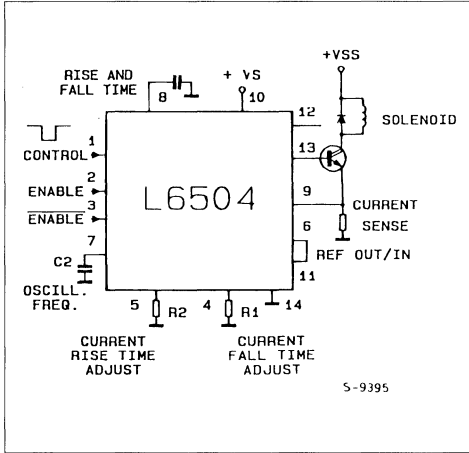 +VSS
RISE AND
FALL TIME
+ VS
8
10
12
SOLENOID
1
CONTROL
13
2
ENABLE
L6504
9
3
ENABLE
CURRENT
SENSE
6
7
REF OUT/IN
C2
11
OSCILL.
FREQ.
5
R2
4
R1
14
CURRENT
RISE TIME
ADJUST
CURRENT
FALL TIME
ADJUST
S-9395